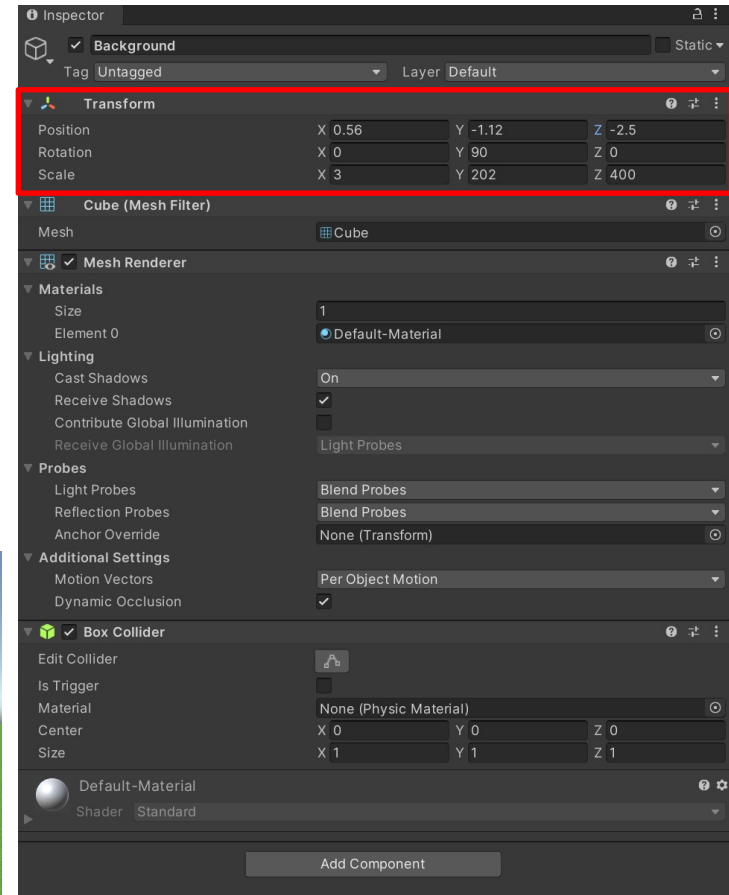 Inspector
Background Static
Tag Untagged Layer Default
Transform
Position X 0.56 Y -1.12 Z -2.5
Rotation X 0 Y 90 Z 0
Scale X 3 Y 202 Z 400
Cube (Mesh Filter)
Mesh Cube
Mesh Renderer
Materials
Size 1
Element 0 Default-Material
Lighting
Cast Shadows On
Receive Shadows
Contribute Global Illumination
Receive Global Illumination Light Probes
Probes
Light Probes Blend Probes
Reflection Probes Blend Probes
Anchor Override None (Transform)
Additional Settings
Motion Vectors Per Object Motion
Dynamic Occlusion
Box Collider
Edit Collider
Is Trigger
Material None (Physic Material)
Center X 0 Y 0 Z 0
Size X 1 Y 1 Z 1
Default-Material
Shader Standard
Add Component